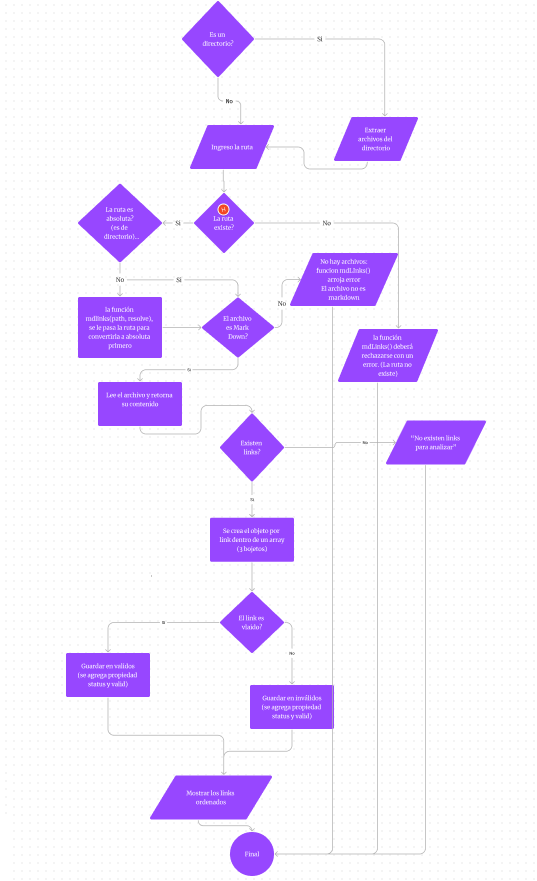 Es un
directorio?
Si
No
Extraer
archivos del
directorio
Ingreso la ruta
La ruta es
absoluta?
(es de
directorio)...
Si
La ruta
existe?
No
No hay archivos:
funcion mdLInks()
arroja error
El archivo no es
markdown
No
Si
No
la función
mdlinks(path, resolve),
se le pasa la ruta para
convertirla a absoluta
primero
El archivo
es Mark
Down?
la función
mdLinks() deberá
rechazarse con un
error. (La ruta no
existe)
Si
Lee el archivo y retorna
su contenido
Existen
links?
No
"No existen links
para analizar"
Si
Se crea el objeto por
link dentro de un array
(3 bojetos)
El link es
vlaido?
Si
No
Guardar en validos
(se agrega propiedad
status y valid)
Guardar en inválidos
(se agrega propiedad
status y valid)
Mostrar los links
ordenados
Final